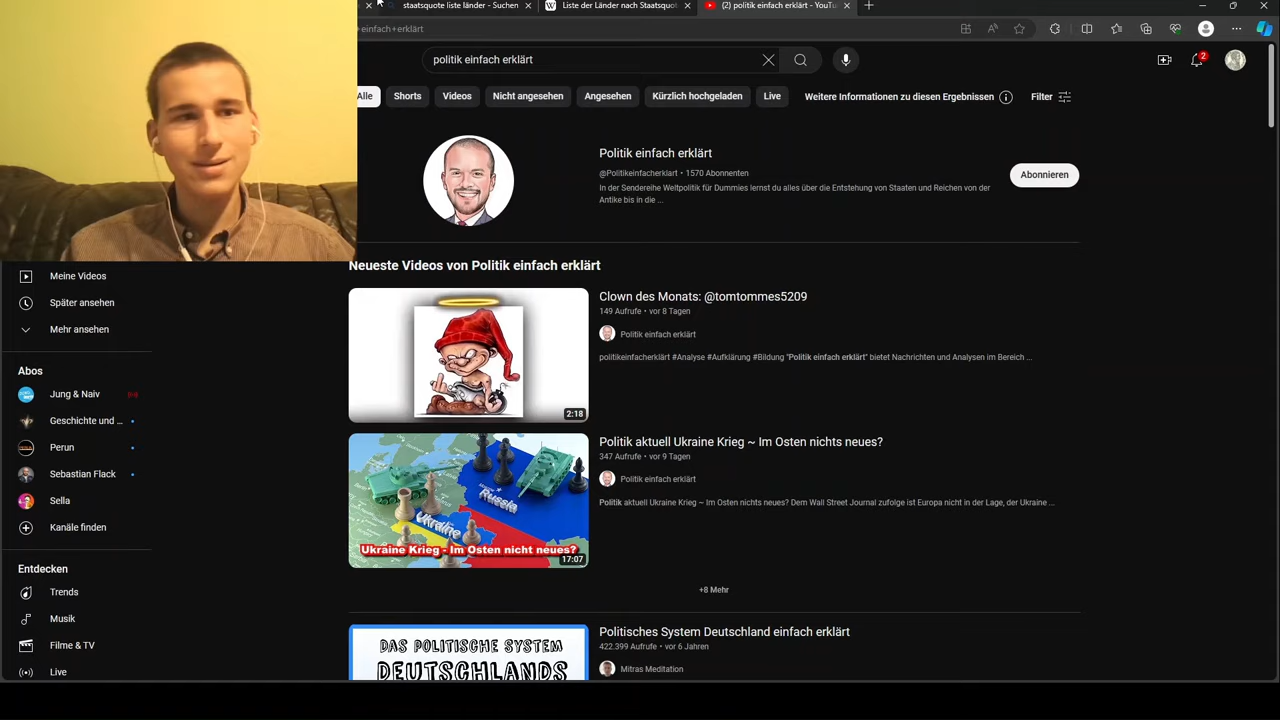 staatsquote liste länder - Suchen
Liste der Länder nach Staatsquote
(2) politik einfach erklärt - YouTu
+einfach+erklärt
politik einfach erklärt
2
Alle
Shorts
Videos
Nicht angesehen
Angesehen
Kürzlich hochgeladen
Live
Weitere Informationen zu diesen Ergebnissen
Filter
Politik einfach erklärt
@Politikeinfacherklart • 1570 Abonnenten
In der Sendereihe Weltpolitik für Dummies lernst du alles über die Entstehung von Staaten und Reichen von der
Antike bis in die ...
Abonnieren
Neueste Videos von Politik einfach erklärt
Clown des Monats: @tomtommes5209
149 Aufrufe • vor 8 Tagen
Politik einfach erklärt
politikeinfacherklärt #Analyse #Aufklärung #Bildung "Politik einfach erklärt" bietet Nachrichten und Analysen im Bereich ...
2:18
Politik aktuell Ukraine Krieg ~ Im Osten nichts neues?
347 Aufrufe • vor 9 Tagen
Politik einfach erklärt
Politik aktuell Ukraine Krieg ~ Im Osten nichts neues? Dem Wall Street Journal zufolge ist Europa nicht in der Lage, der Ukraine ...
Russia
Ukraine
Ukraine Krieg - Im Osten nicht neues?
17:07
+8 Mehr
DAS POLITISCHE SYSTEM
DEUTSCHLANDS
Politisches System Deutschland einfach erklärt
422.399 Aufrufe • vor 6 Jahren
Mitras Meditation
Meine Videos
Später ansehen
Mehr ansehen
Abos
Jung & Naiv
Geschichte und ...
Perun
Sebastian Flack
Sella
Kanäle finden
Entdecken
Trends
Musik
Filme & TV
Live